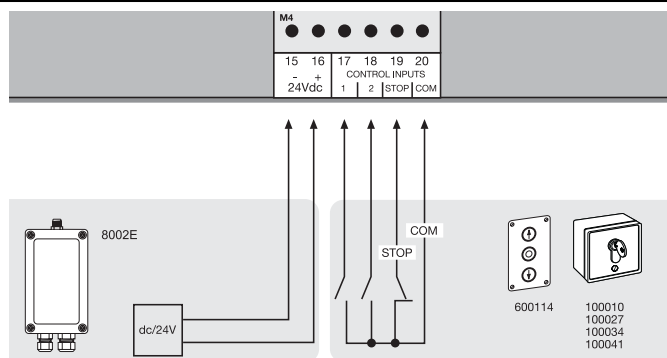 M4
15 16 17 18 19 20
- + CONTROL INPUTS
24Vdc 1 2 STOP COM
8002E
COM
STOP
dc/24V
600114
100010
100027
100034
100041